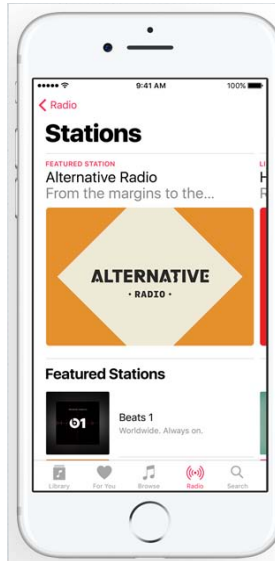 9:41 AM
100%
Radio
Stations
FEATURED STATION
Alternative Radio
From the margins to the...
ALTERNATIVE
· RADIO ·
Featured Stations
Beats 1
Worldwide. Always on.
Library
For You
Browse
Radio
Search